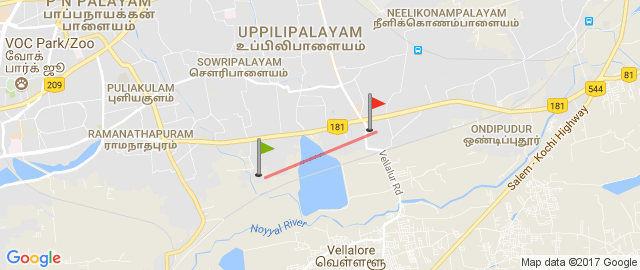 P N PALAYAM
பாப்பநாயக்கன்
பாளையம்
NEELIKONAMPALAYAM
நீளிக்கொணம்பாளையம்
VOC Park/Zoo
வோக்
பார்க் ஜூ
209
UPPILIPALAYAM
உப்பிலிபாளையம்
SOWRIPALAYAM
சௌரிபாளையம்
PULIAKULAM
புளியகுளம்
544
81
181
RAMANATHAPURAM
ராமநாதபுரம்
181
ONDIPUDUR
ஒண்டிப்புதூர்
Vellalur Rd
Salem - Kochi Highway
Noyyal River
Vellalore
வெள்ளளூ
Google
Map data ©2017 Google